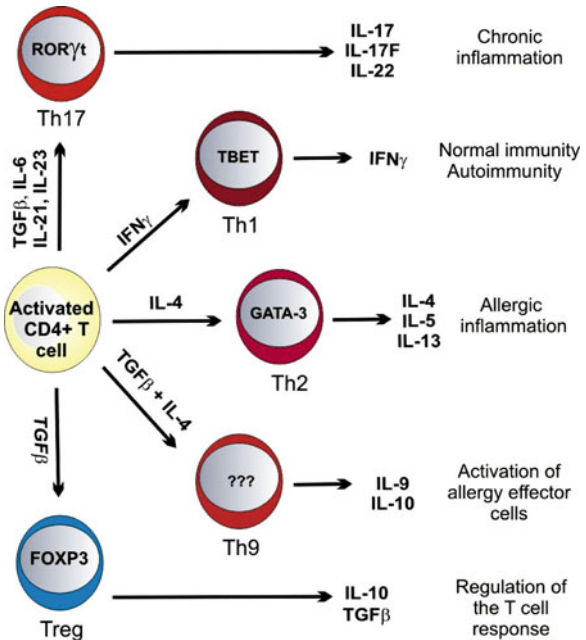 RORγt
Th17
IL-17
IL-17F
IL-22
Chronic
inflammation
TGFβ, IL-6
IL-21, IL-23
IFNγ
TBET
Th1
IFNγ
Normal immunity
Autoimmunity
Activated
CD4+ T
cell
IL-4
GATA-3
Th2
IL-4
IL-5
IL-13
Allergic
inflammation
TGFβ + IL-4
???
Th9
IL-9
IL-10
Activation of
allergy effector
cells
TGFβ
FOXP3
Treg
IL-10
TGFβ
Regulation of
the T cell
response